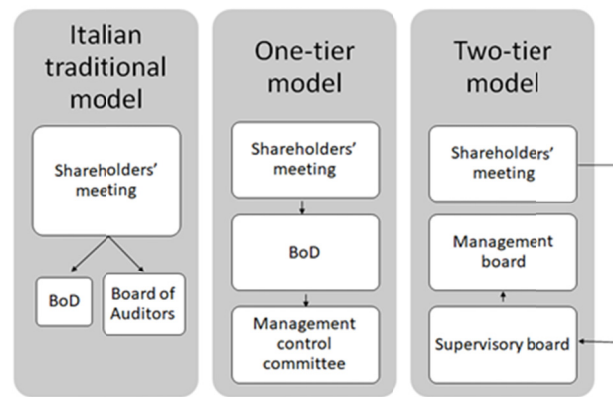 Italian
traditional
model
Shareholders'
meeting
BoD
Board of
Auditors
One-tier
model
Shareholders'
meeting
BoD
Management
control
committee
Two-tier
model
Shareholders'
meeting
Management
board
Supervisory board